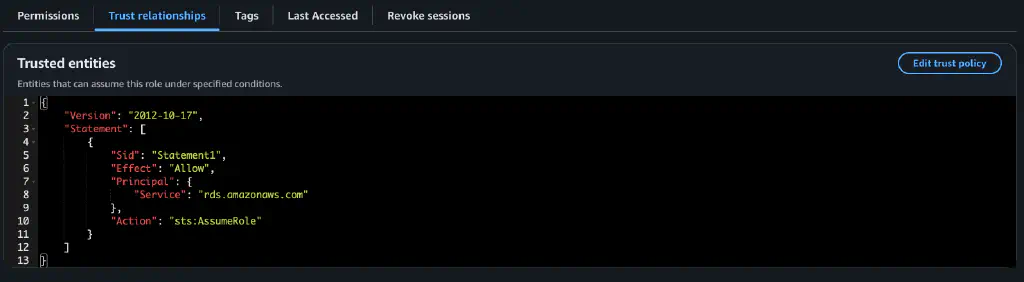 Permissions Trust relationships Tags Last Accessed Revoke sessions
Trusted entities
Edit trust policy
Entities that can assume this role under specified conditions.
1 {
2 "Version": "2012-10-17",
3 "Statement": [
4 {
5 "Sid": "Statement1",
6 "Effect": "Allow",
7 "Principal": {
8 "Service": "rds.amazonaws.com"
9 },
10 "Action": "sts:AssumeRole"
11 }
12 ]
13 }